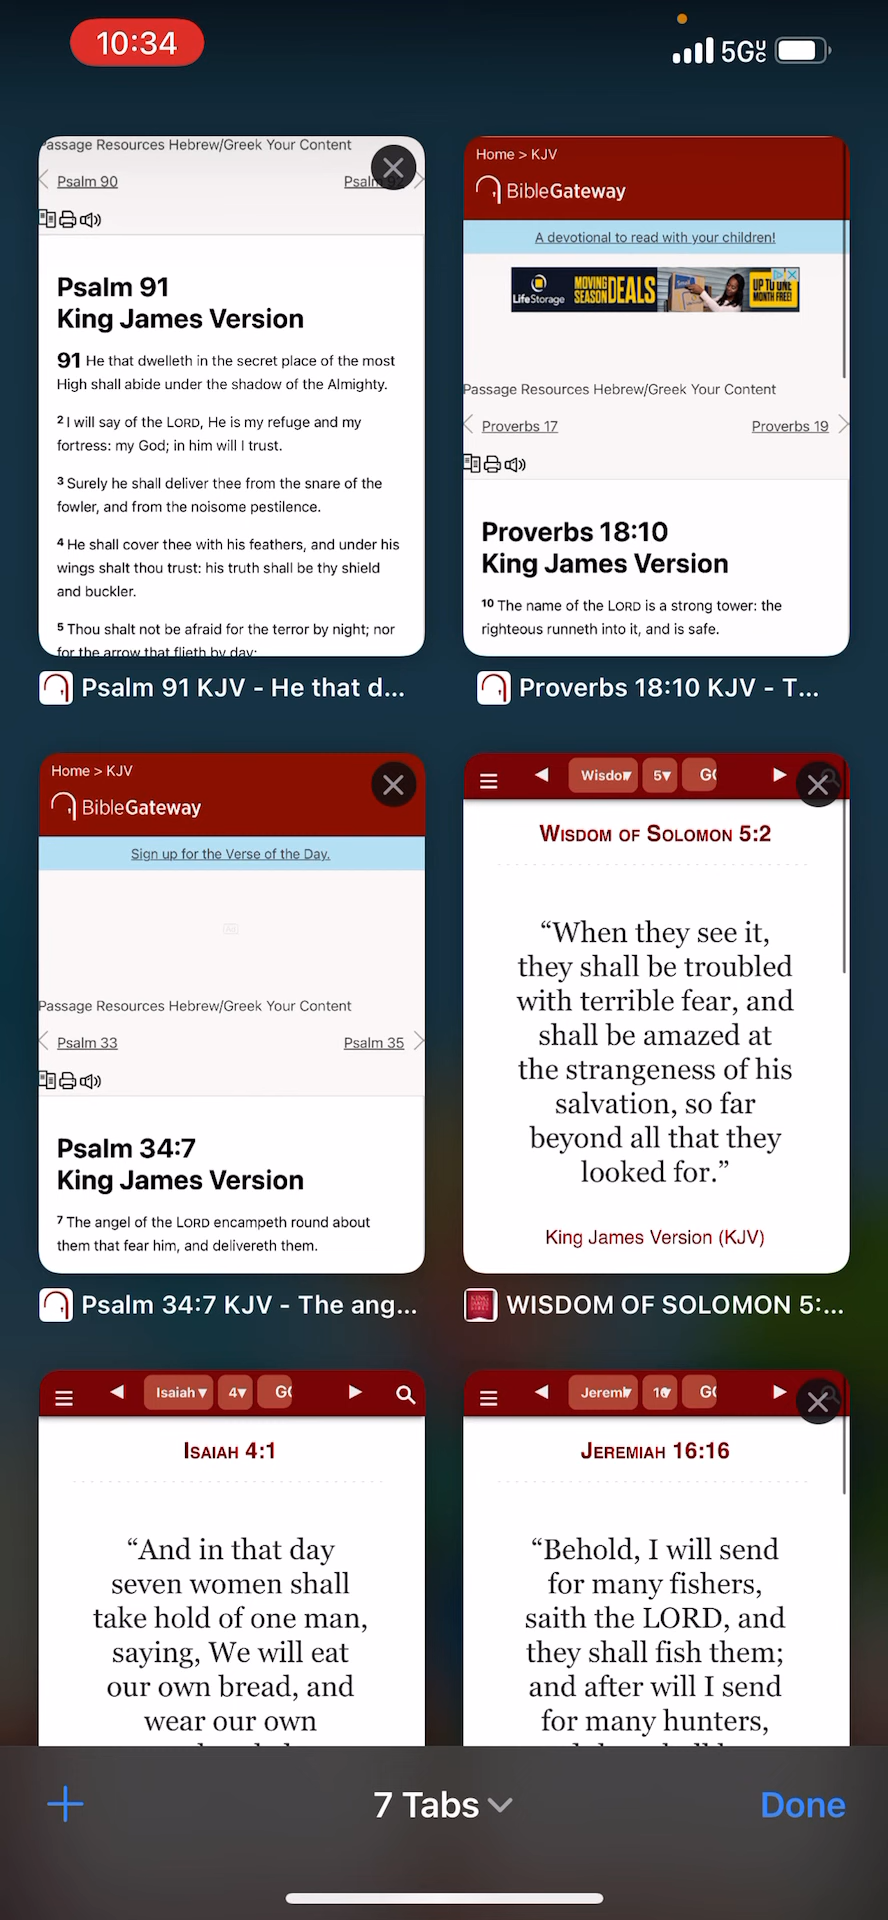 10:34
5G UC
Passage Resources Hebrew/Greek Your Content
Psalm 90
Psalm 92
Psalm 91
King James Version
91 He that dwelleth in the secret place of the most
High shall abide under the shadow of the Almighty.
2 I will say of the LORD, He is my refuge and my
fortress: my God; in him will I trust.
3 Surely he shall deliver thee from the snare of the
fowler, and from the noisome pestilence.
4 He shall cover thee with his feathers, and under his
wings shalt thou trust: his truth shall be thy shield
and buckler.
5 Thou shalt not be afraid for the terror by night; nor
for the arrow that flieth by day;
Psalm 91 KJV - He that d...
Home > KJV
BibleGateway
A devotional to read with your children!
LifeStorage
MOVING
SEASON DEALS
UP TO ONE
MONTH FREE!
Passage Resources Hebrew/Greek Your Content
Proverbs 17
Proverbs 19
Proverbs 18:10
King James Version
10 The name of the LORD is a strong tower: the
righteous runneth into it, and is safe.
Proverbs 18:10 KJV - T...
Home > KJV
BibleGateway
Sign up for the Verse of the Day.
Passage Resources Hebrew/Greek Your Content
Psalm 33
Psalm 35
Psalm 34:7
King James Version
7 The angel of the LORD encampeth round about
them that fear him, and delivereth them.
Psalm 34:7 KJV - The ang...
Wisdom
5
GO
WISDOM OF SOLOMON 5:2
“When they see it,
they shall be troubled
with terrible fear, and
shall be amazed at
the strangeness of his
salvation, so far
beyond all that they
looked for.”
King James Version (KJV)
WISDOM OF SOLOMON 5:...
Isaiah
4
GO
ISAIAH 4:1
“And in that day
seven women shall
take hold of one man,
saying, We will eat
our own bread, and
wear our own
Jerem
16
GO
JEREMIAH 16:16
“Behold, I will send
for many fishers,
saith the LORD, and
they shall fish them;
and after will I send
for many hunters,
7 Tabs
Done